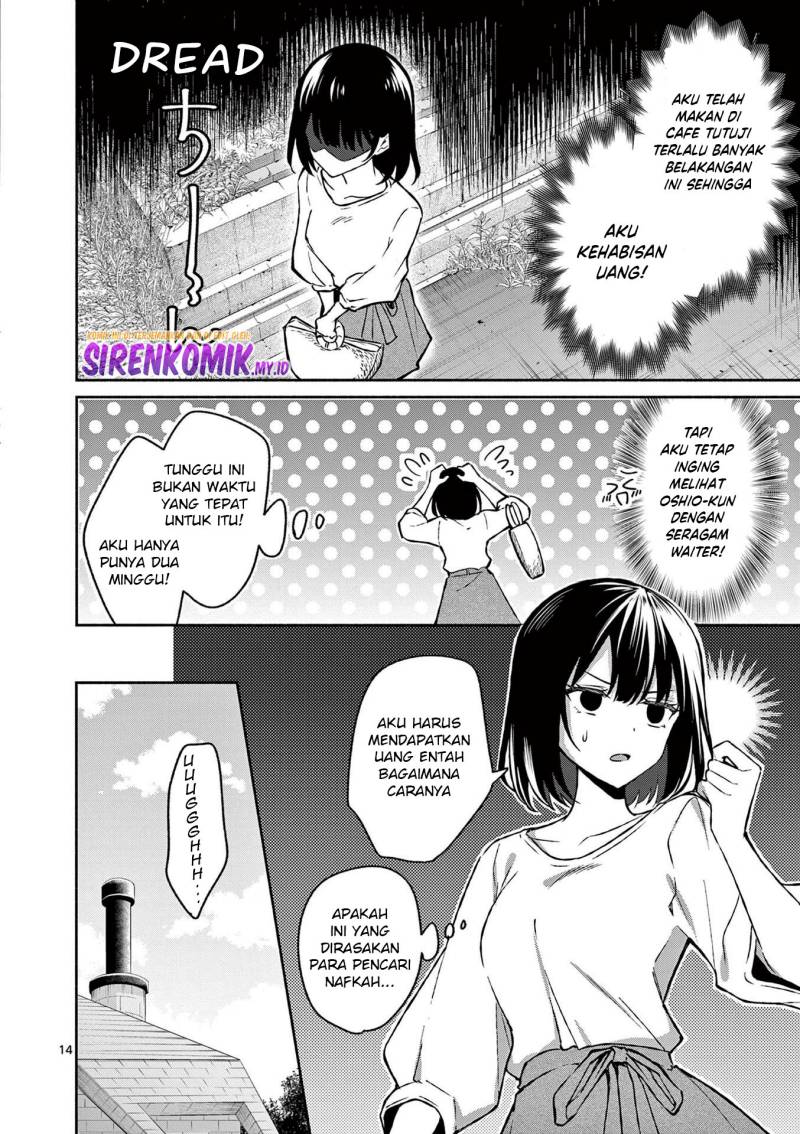 AKU TELAH
MAKAN DI
CAFE TUTUJI
TERLALU BANYAK
BELAKANGAN
INI SEHINGGA
AKU
KEHABISAN
UANG!
DREAD
ちーん
SIRENKOMIK.MY.ID
TAPI
AKU TETAP
INGING
MELIHAT
OSHIO-KUN
DENGAN
SERAGAM
WAITER!
TUNGGU INI
BUKAN WAKTU
YANG TEPAT
UNTUK ITU!
AKU HANYA
PUNYA DUA
MINGGU!
AKU HARUS
MENDAPATKAN
UANG ENTAH
BAGAIMANA
CARANYA
APAKAH
INI YANG
DIRASAKAN
PARA PENCARI
NAFKAH...
UUUGGGHHH...
14